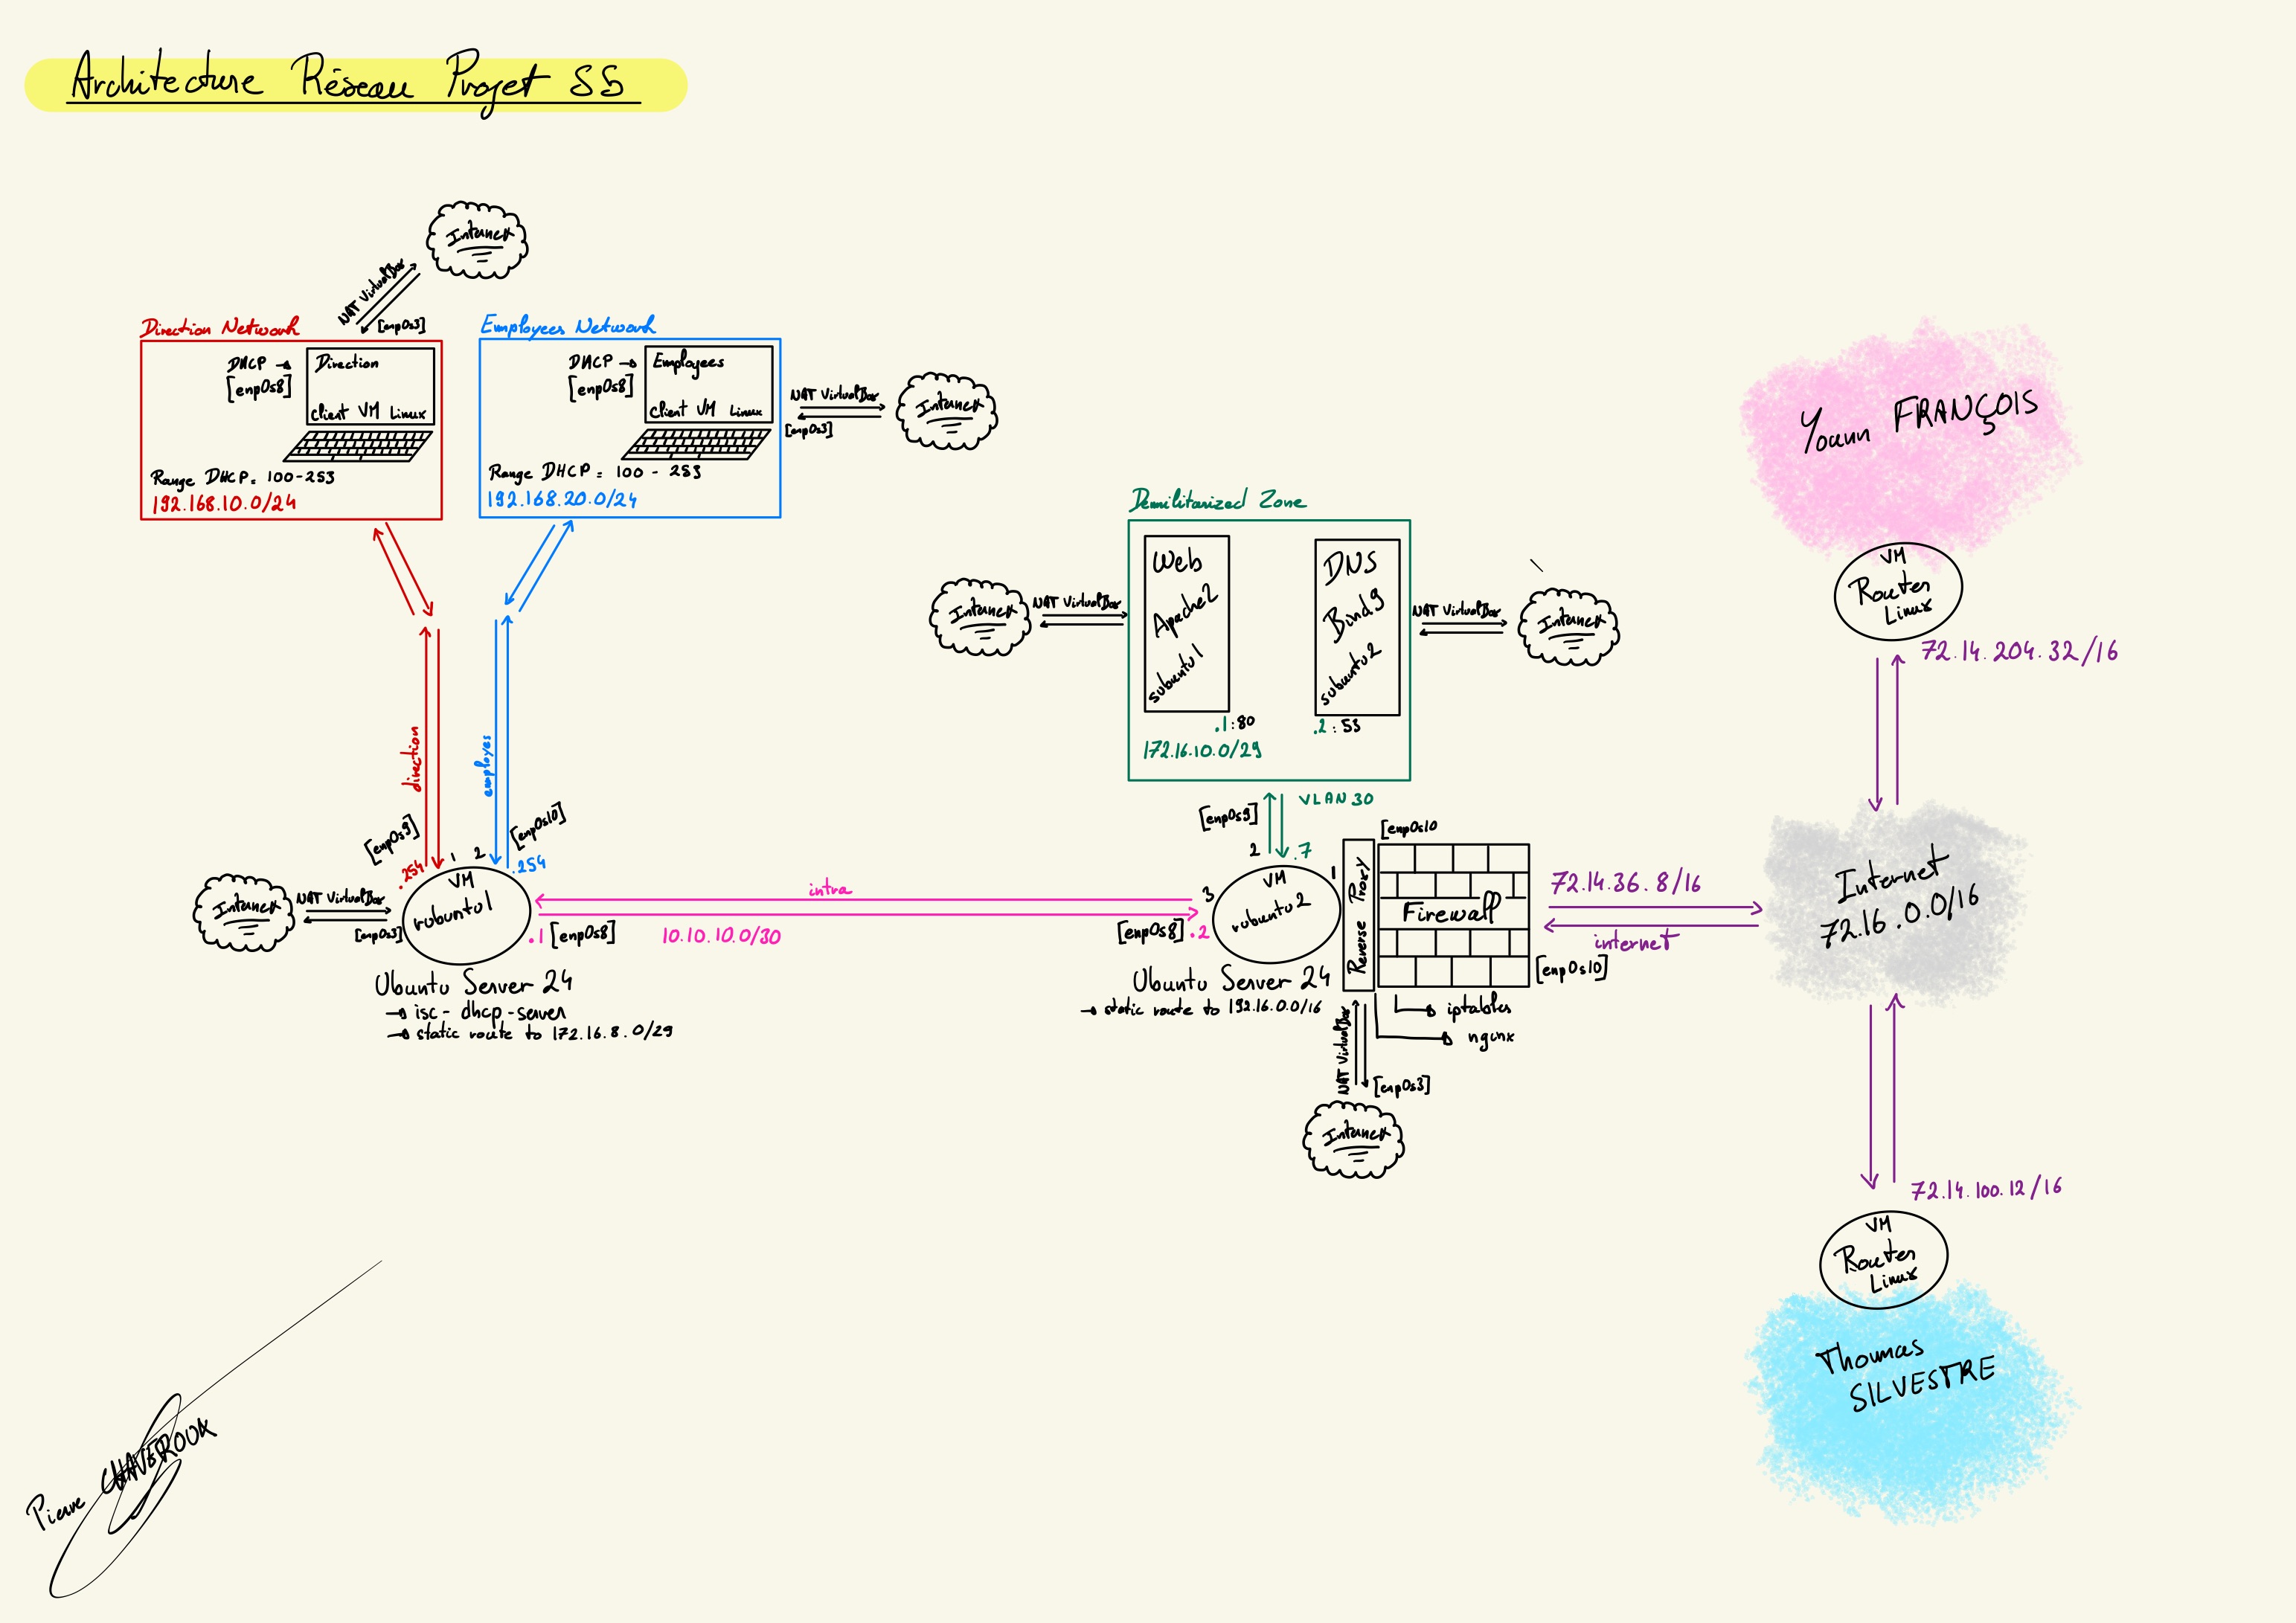 Architecture Réseau Projet S5
Internet
NAT VirtualBox
[enp0s3]
Direction Network
DHCP →
[enp0s8]
Direction
Client VM Linux
Range DHCP = 100-253
192.168.10.0/24
Employees Network
DHCP →
[enp0s8]
Employees
Client VM Linux
Range DHCP = 100 - 253
192.168.20.0/24
NAT VirtualBox
[enp0s3]
Internet
direction
employes
[enp0s9]
.254
1
2
[enp0s10]
.254
Internet
NAT VirtualBox
[enp0s3]
VM
rubuntu1
.1 [enp0s8]
intra
10.10.10.0/30
Ubuntu Server 24
→ isc-dhcp-server
→ static route to 172.16.8.0/29
Demilitarized Zone
Web
Apache2
subuntu1
.1:80
DNS
Bind9
subuntu2
.2:53
172.16.10.0/29
Internet
NAT VirtualBox
NAT VirtualBox
Internet
[enp0s9]
VLAN 30
2
.7
1
3
VM
rubuntu2
[enp0s8] .2
Ubuntu Server 24
→ static route to 192.16.0.0/16
Reverse Proxy
[enp0s10
Firewall
[enp0s10]
→ iptables
→ nginx
NAT VirtualBox
[enp0s3]
Internet
72.14.36.8/16
internet
Yoann FRANÇOIS
VM
Router
Linux
72.14.204.32/16
Internet
72.16.0.0/16
72.14.100.12/16
VM
Router
Linux
Thomas
SILVESTRE
Pierre CHAVEROUX